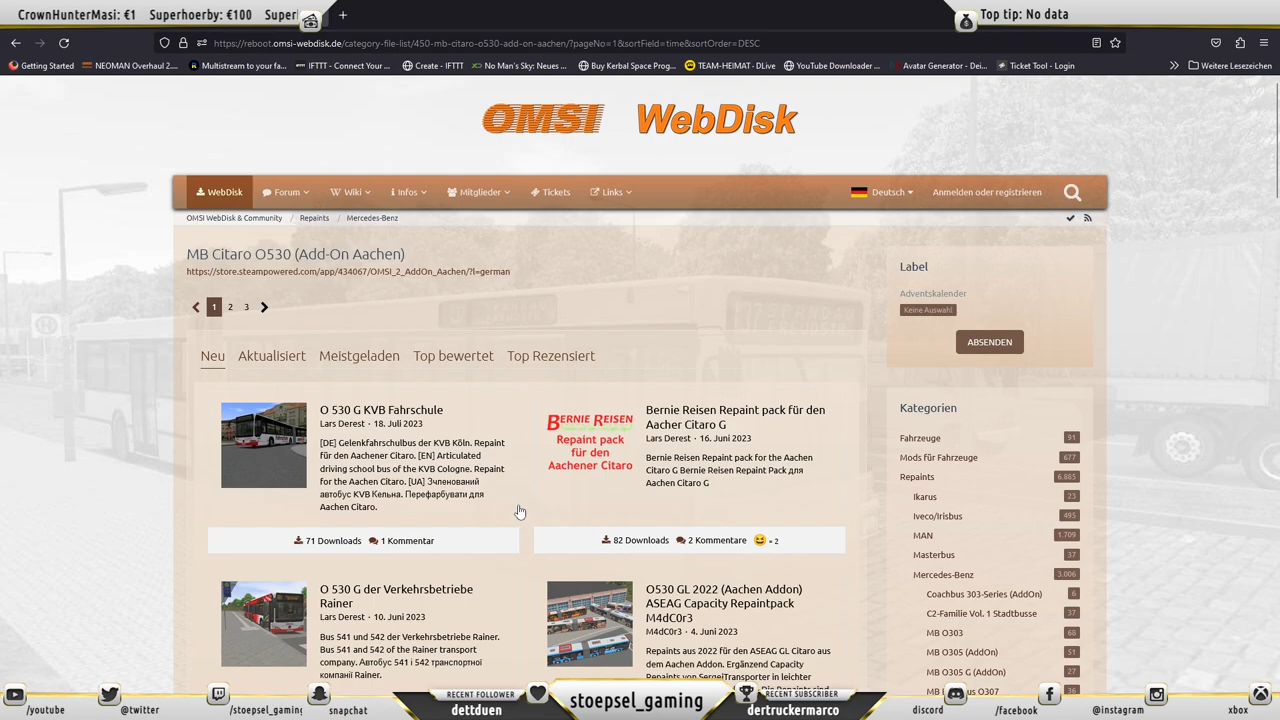 CrownHunterMasi: €1 Superhoerby: €100 Super
Top tip: No data
https://reboot.omsi-webdisk.de/category-file-list/450-mb-citaro-o530-add-on-aachen/?pageNo=1&sortField=time&sortOrder=DESC
Getting Started NEOMAN Overhaul 2.... Multistream to your fa... IFTTT - Connect Your ... Create - IFTTT No Man's Sky: Neues ... Buy Kerbal Space Prog... TEAM-HEIMAT - DLive YouTube Downloader ... Avatar Generator - Dei... Ticket Tool - Login Weitere Lesezeichen
OMSI WebDisk
WebDisk Forum Wiki Infos Mitglieder Tickets Links Deutsch Anmelden oder registrieren
OMSI WebDisk & Community / Repaints / Mercedes-Benz
MB Citaro O530 (Add-On Aachen)
https://store.steampowered.com/app/434067/OMSI_2_AddOn_Aachen/?l=german
1 2 3
Neu Aktualisiert Meistgeladen Top bewertet Top Rezensiert
O 530 G KVB Fahrschule
Lars Derest · 18. Juli 2023
[DE] Gelenkfahrschulbus der KVB Köln. Repaint
für den Aachener Citaro. [EN] Articulated
driving school bus of the KVB Cologne. Repaint
for the Aachen Citaro. [UA] Зчленований
автобус KVB Кельна. Перефарбувати для
Aachen Citaro.
71 Downloads 1 Kommentar
BERNIE REISEN
Repaint pack
für den
Aachener Citaro
Bernie Reisen Repaint pack für den
Aacher Citaro G
Lars Derest · 16. Juni 2023
Bernie Reisen Repaint pack for the Aachen
Citaro G Bernie Reisen Repaint Pack для
Aachen Citaro G
82 Downloads 2 Kommentare × 2
O 530 G der Verkehrsbetriebe
Rainer
Lars Derest · 10. Juni 2023
Bus 541 und 542 der Verkehrsbetriebe Rainer.
Bus 541 and 542 of the Rainer transport
company. Автобус 541 і 542 транспортної
компанії Rainer.
O530 GL 2022 (Aachen Addon)
ASEAG Capacity Repaintpack
M4dC0r3
M4dC0r3 · 4. Juni 2023
Repaints aus 2022 für den ASEAG GL Citaro aus
dem Aachen Addon. Ergänzend Capacity
Repaints von SergejTransporter in leichter
Label
Adventskalender
Keine Auswahl
ABSENDEN
Kategorien
Fahrzeuge 91
Mods für Fahrzeuge 677
Repaints 6.885
Ikarus 23
Iveco/Irisbus 495
MAN 1.709
Masterbus 37
Mercedes-Benz 3.006
Coachbus 303-Series (AddOn) 6
C2-Familie Vol. 1 Stadtbusse 37
MB O303 68
MB O305 (AddOn) 51
MB O305 G (AddOn) 27
O307 36
/youtube @twitter /stoepsel_gaming snapchat
RECENT FOLLOWER
dettduen
stoepsel_gaming
RECENT SUBSCRIBER
dertruckermarco
discord /facebook @instagram xbox